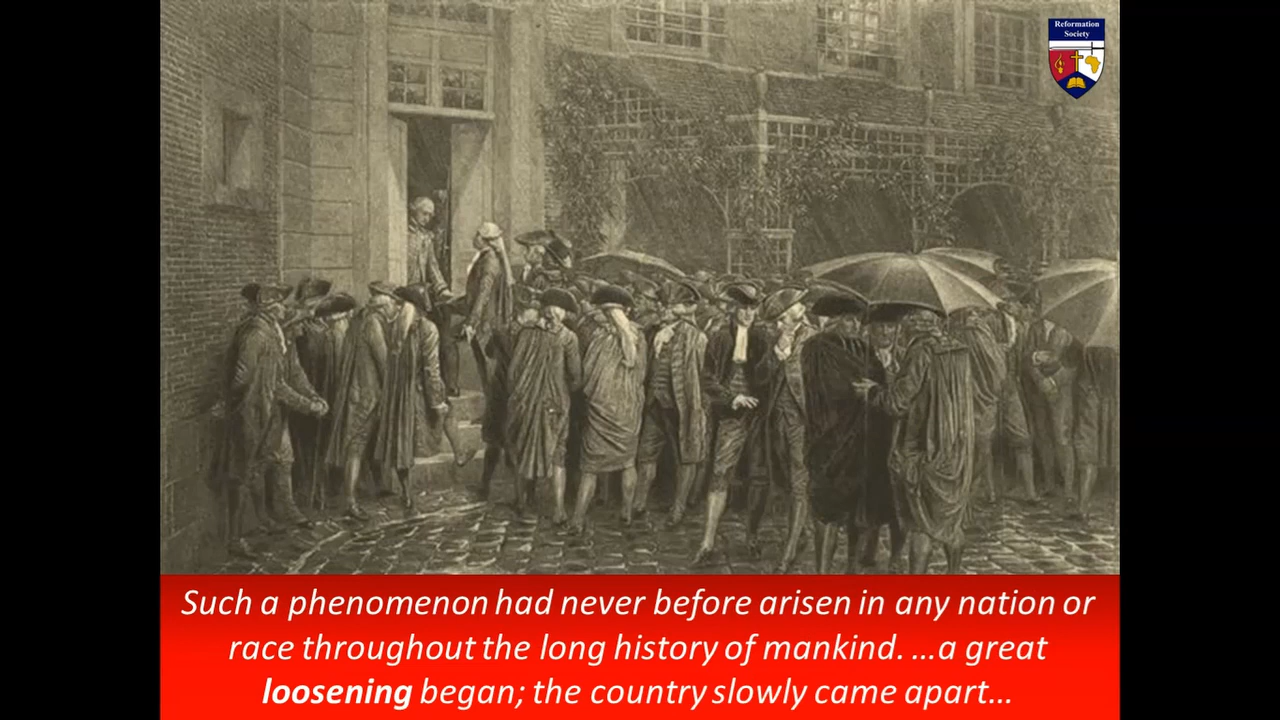 Reformation
Society
Such a phenomenon had never before arisen in any nation or
race throughout the long history of mankind. …a great
loosening began; the country slowly came apart…